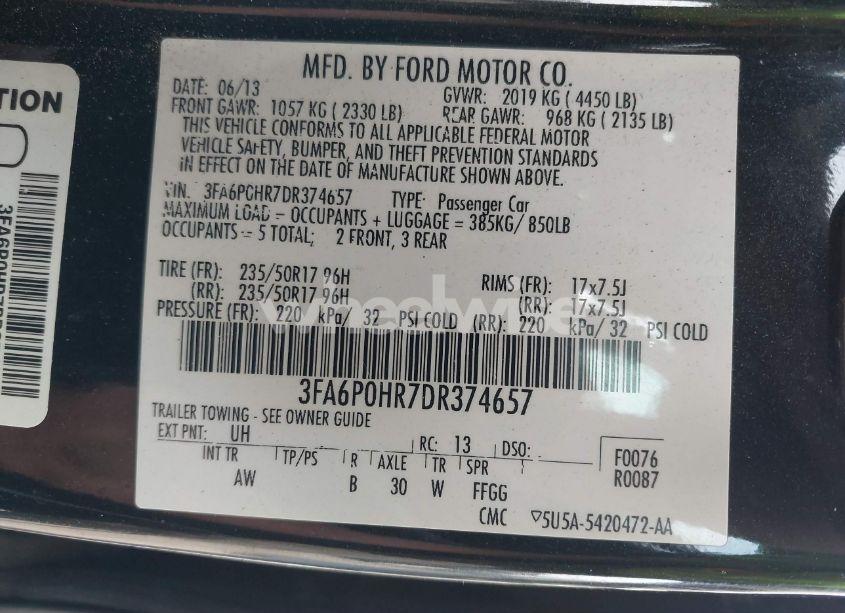 TION
3FA6P0HR7DR3
MFD. BY FORD MOTOR CO.
DATE: 06/13
GVWR: 2019 KG ( 4450 LB)
FRONT GAWR: 1057 KG ( 2330 LB)
REAR GAWR: 968 KG ( 2135 LB)
THIS VEHICLE CONFORMS TO ALL APPLICABLE FEDERAL MOTOR
VEHICLE SAFETY, BUMPER, AND THEFT PREVENTION STANDARDS
IN EFFECT ON THE DATE OF MANUFACTURE SHOWN ABOVE.
VIN: 3FA6P0HR7DR374657 TYPE: Passenger Car
MAXIMUM LOAD = OCCUPANTS + LUGGAGE = 385KG/ 850LB
OCCUPANTS = 5 TOTAL; 2 FRONT, 3 REAR
TIRE (FR): 235/50R17 96H RIMS (FR): 17x7.5J
(RR): 235/50R17 96H (RR): 17x7.5J
PRESSURE (FR): 220 kPa/ 32 PSI COLD (RR): 220 kPa/ 32 PSI COLD
3FA6P0HR7DR374657
TRAILER TOWING - SEE OWNER GUIDE
EXT PNT: UH RC: 13 DSO:
F0076
R0087
INT TR TP/PS R AXLE TR SPR
AW B 30 W FFGG
CMC ▽5U5A-5420472-AA